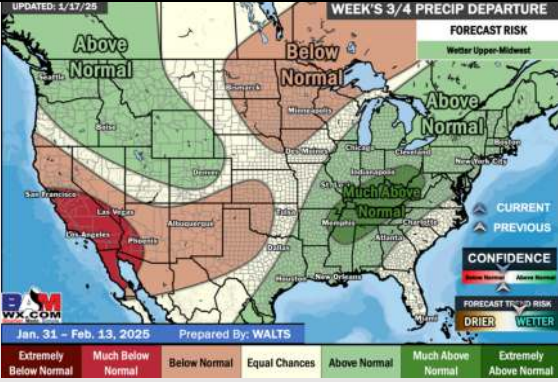 UPDATED: 1/17/25
WEEK'S 3/4 PRECIP DEPARTURE
FORECAST RISK
Wetter Upper-Midwest
Above
Normal
Below
Normal
Above
Normal
Much Above
Normal
Seattle
Boise
Bismarck
Minneapolis
Des Moines
Chicago
Cleveland
Boston
New York City
Indianapolis
Denver
St. Louis
San Francisco
Las Vegas
Los Angeles
Phoenix
Albuquerque
Tulsa
Memphis
Charlotte
Dallas
Atlanta
Houston
New Orleans
Miami
CURRENT
PREVIOUS
CONFIDENCE
Below Normal
Above Normal
FORECAST TREND RISK
DRIER
WETTER
BAM
WX.COM
Jan. 31 – Feb. 13, 2025
Prepared By: WALTS
Extremely
Below Normal
Much Below
Normal
Below Normal
Equal Chances
Above Normal
Much Above
Normal
Extremely
Above Normal